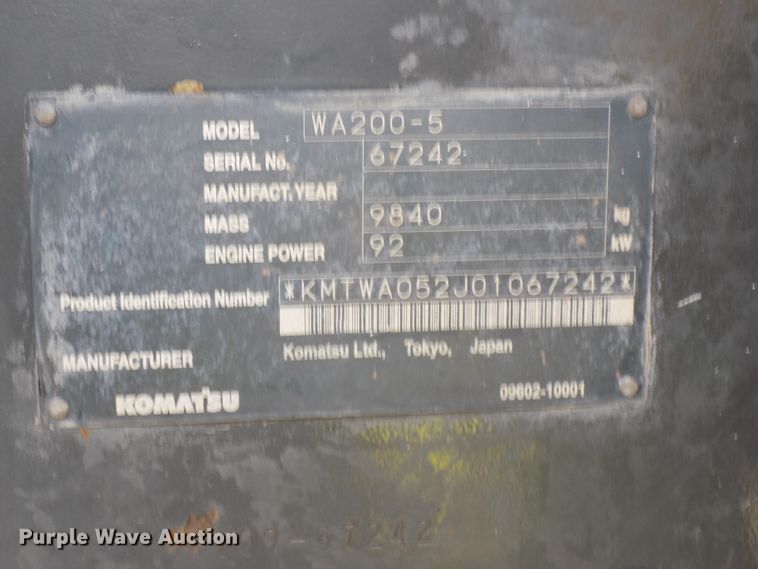 MODEL WA200-5
SERIAL No. 67242
MANUFACT. YEAR
MASS 9840 kg
ENGINE POWER 92 kW
Product Identification Number *KMTWA052J01067242*
MANUFACTURER Komatsu Ltd., Tokyo, Japan
KOMATSU 09602-10001
67242
Purple Wave Auction